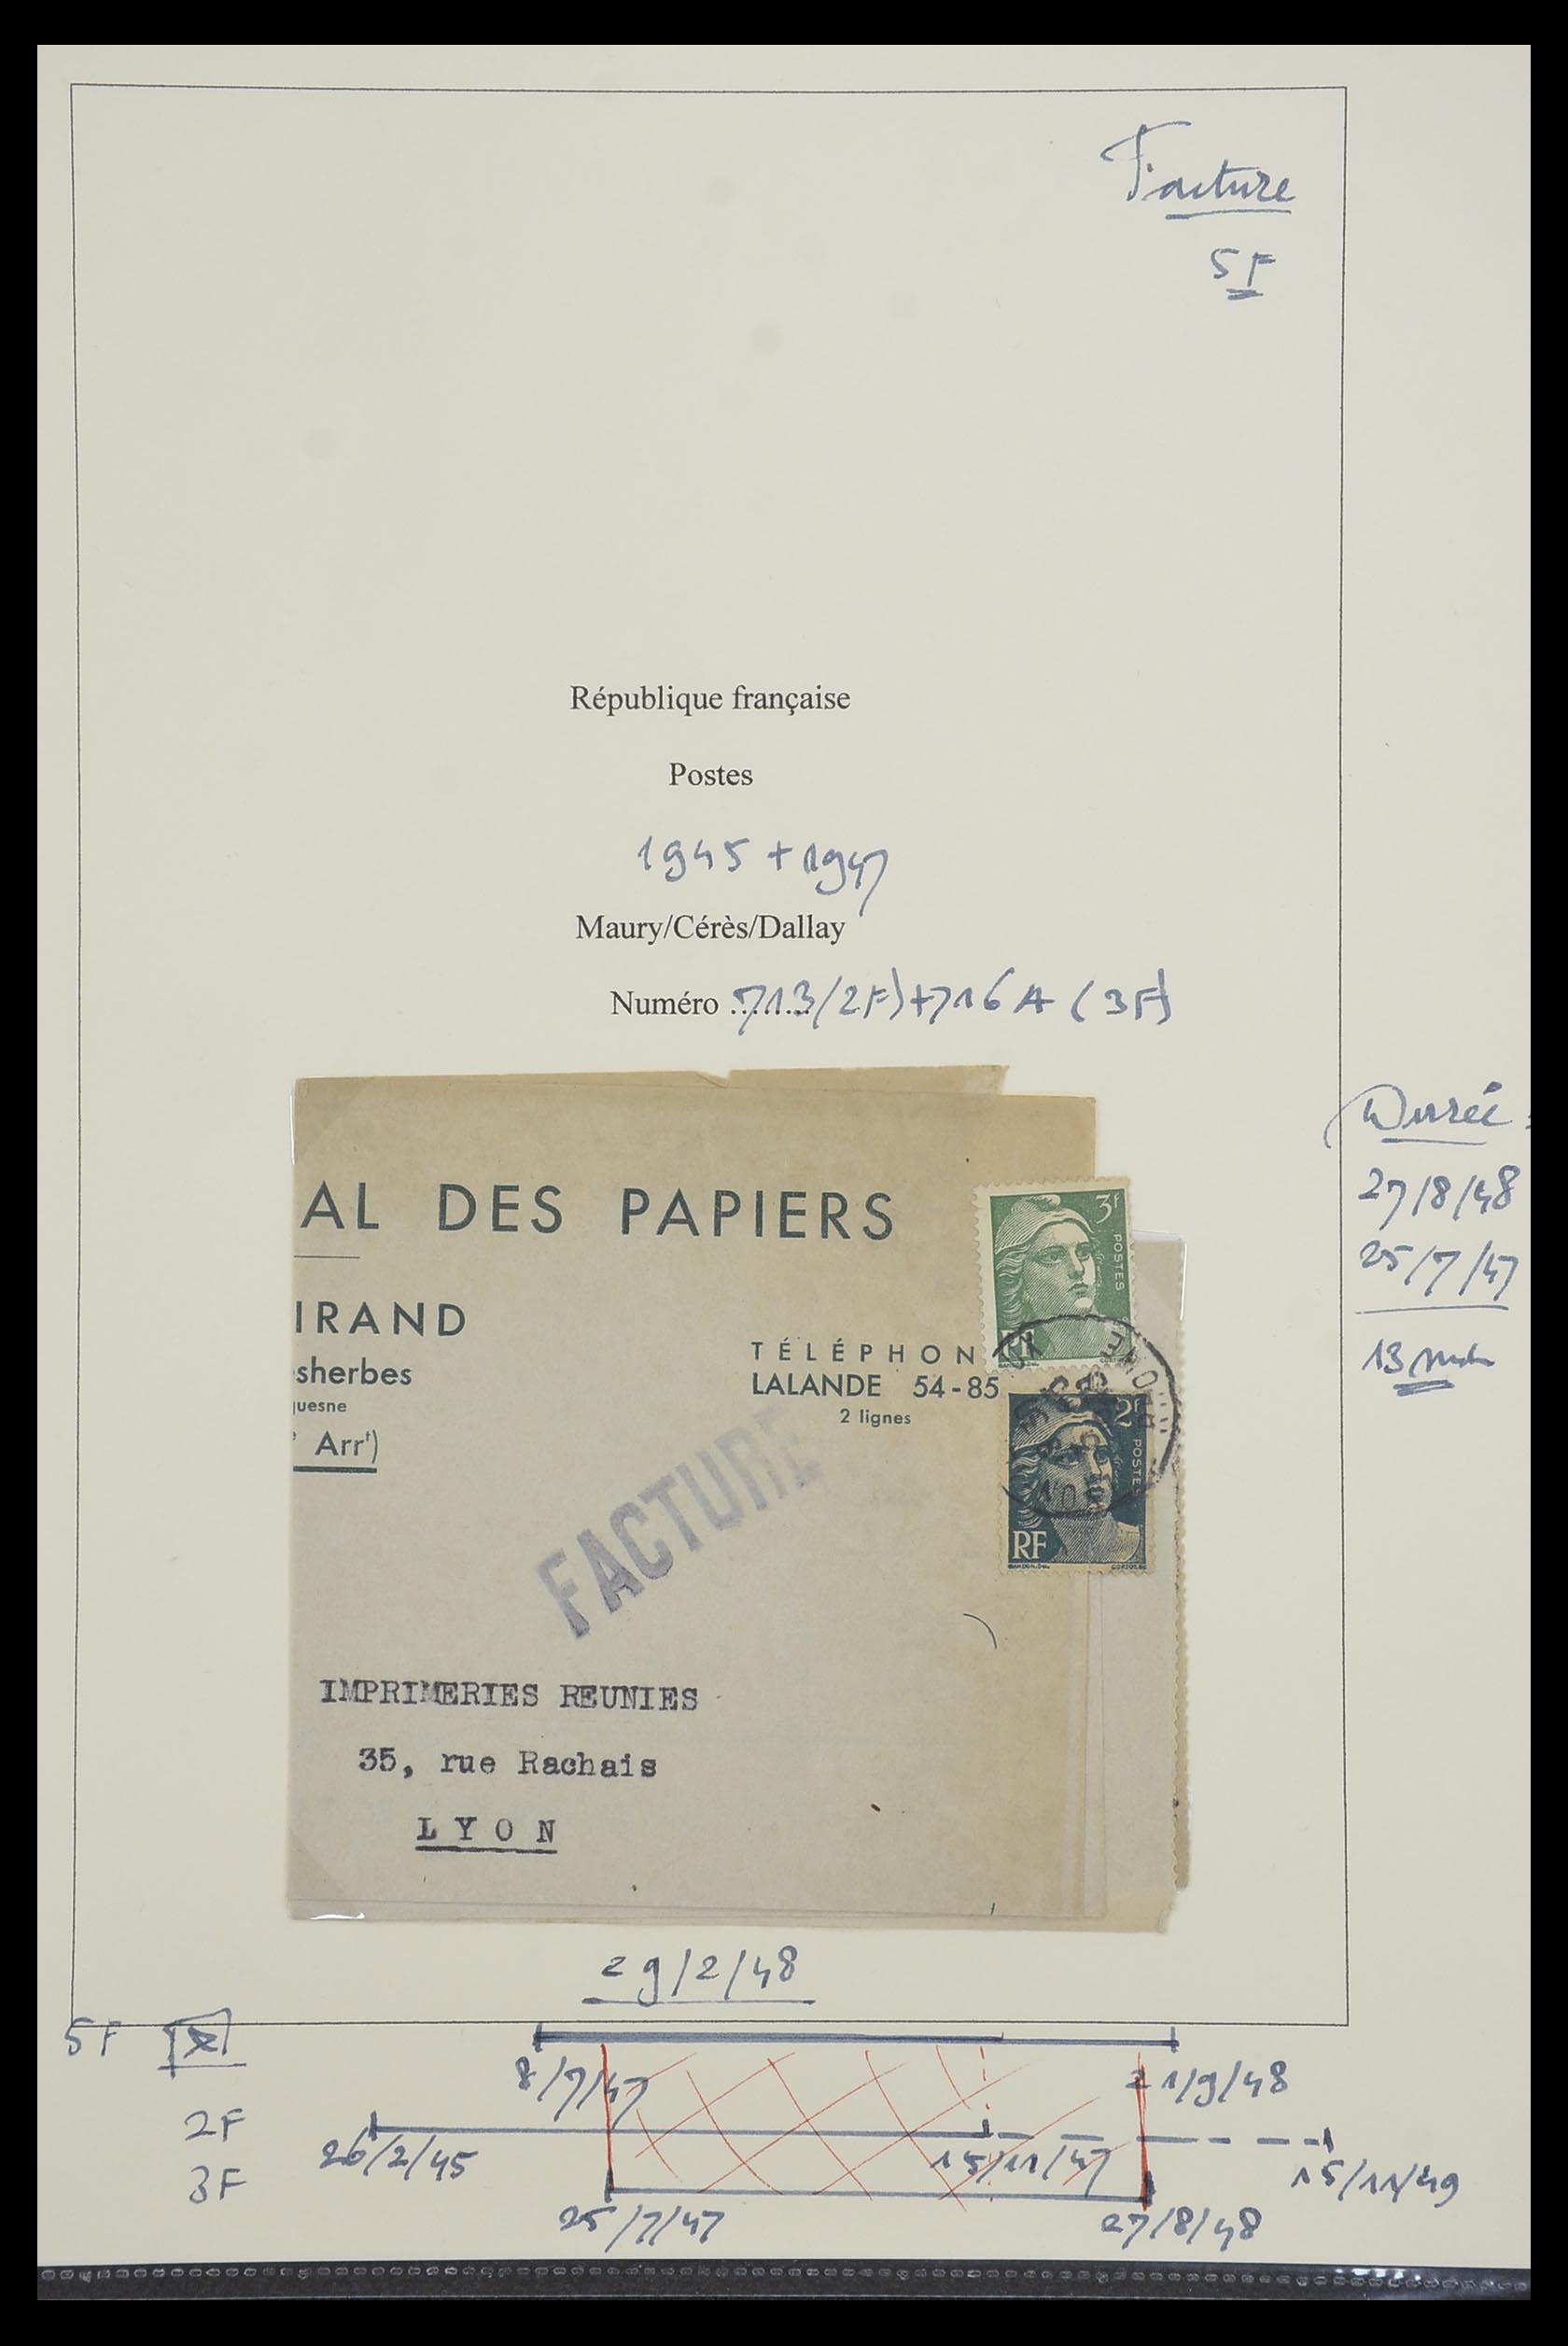 Facture
5F
République française
Postes
1945 + 1947
Maury/Cérès/Dallay
Numéro ........ 713 (2F) + 716 A (3F)
AL DES PAPIERS
IRAND
sherbes
quesne
Arrt)
TÉLÉPHON
LALANDE 54-85
2 lignes
3f
POSTES
RF
2f
POSTES
RF
FACTURE
IMPRIMERIES REUNIES
35, rue Rachais
LYON
Durée :
27/8/48
25/7/47
13
29/2/48
5F
8/7/47
21/9/48
2F
26/2/45
15/11/47
15/11/49
3F
25/7/47
27/8/48